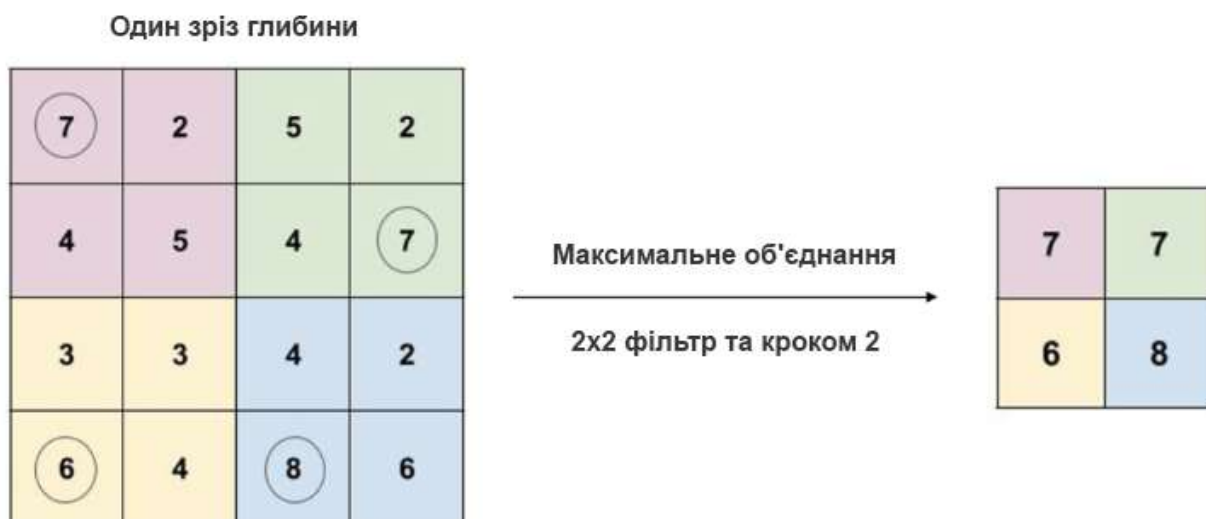 Один зріз глибини
7 2 5 2
4 5 4 7
3 3 4 2
6 4 8 6
Максимальне об'єднання
2x2 фільтр та кроком 2
7 7
6 8